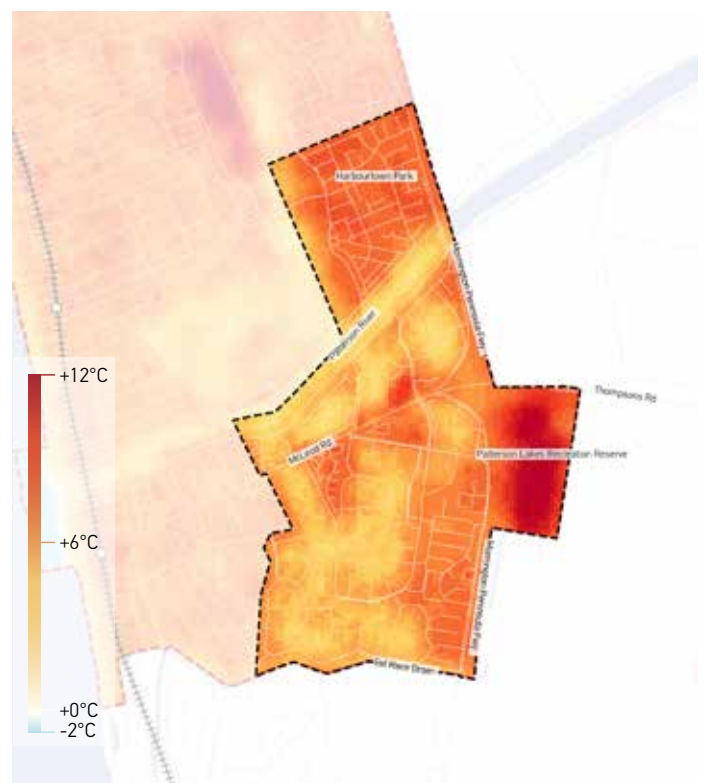 Harbourtown Park
Mornington Peninsula Fwy
Patterson Road
+12°C
Thompsons Rd
McLeod Rd
Patterson Lakes Recreation Reserve
+6°C
Mornington Peninsula Fwy
Eel Race Drain
+0°C
-2°C